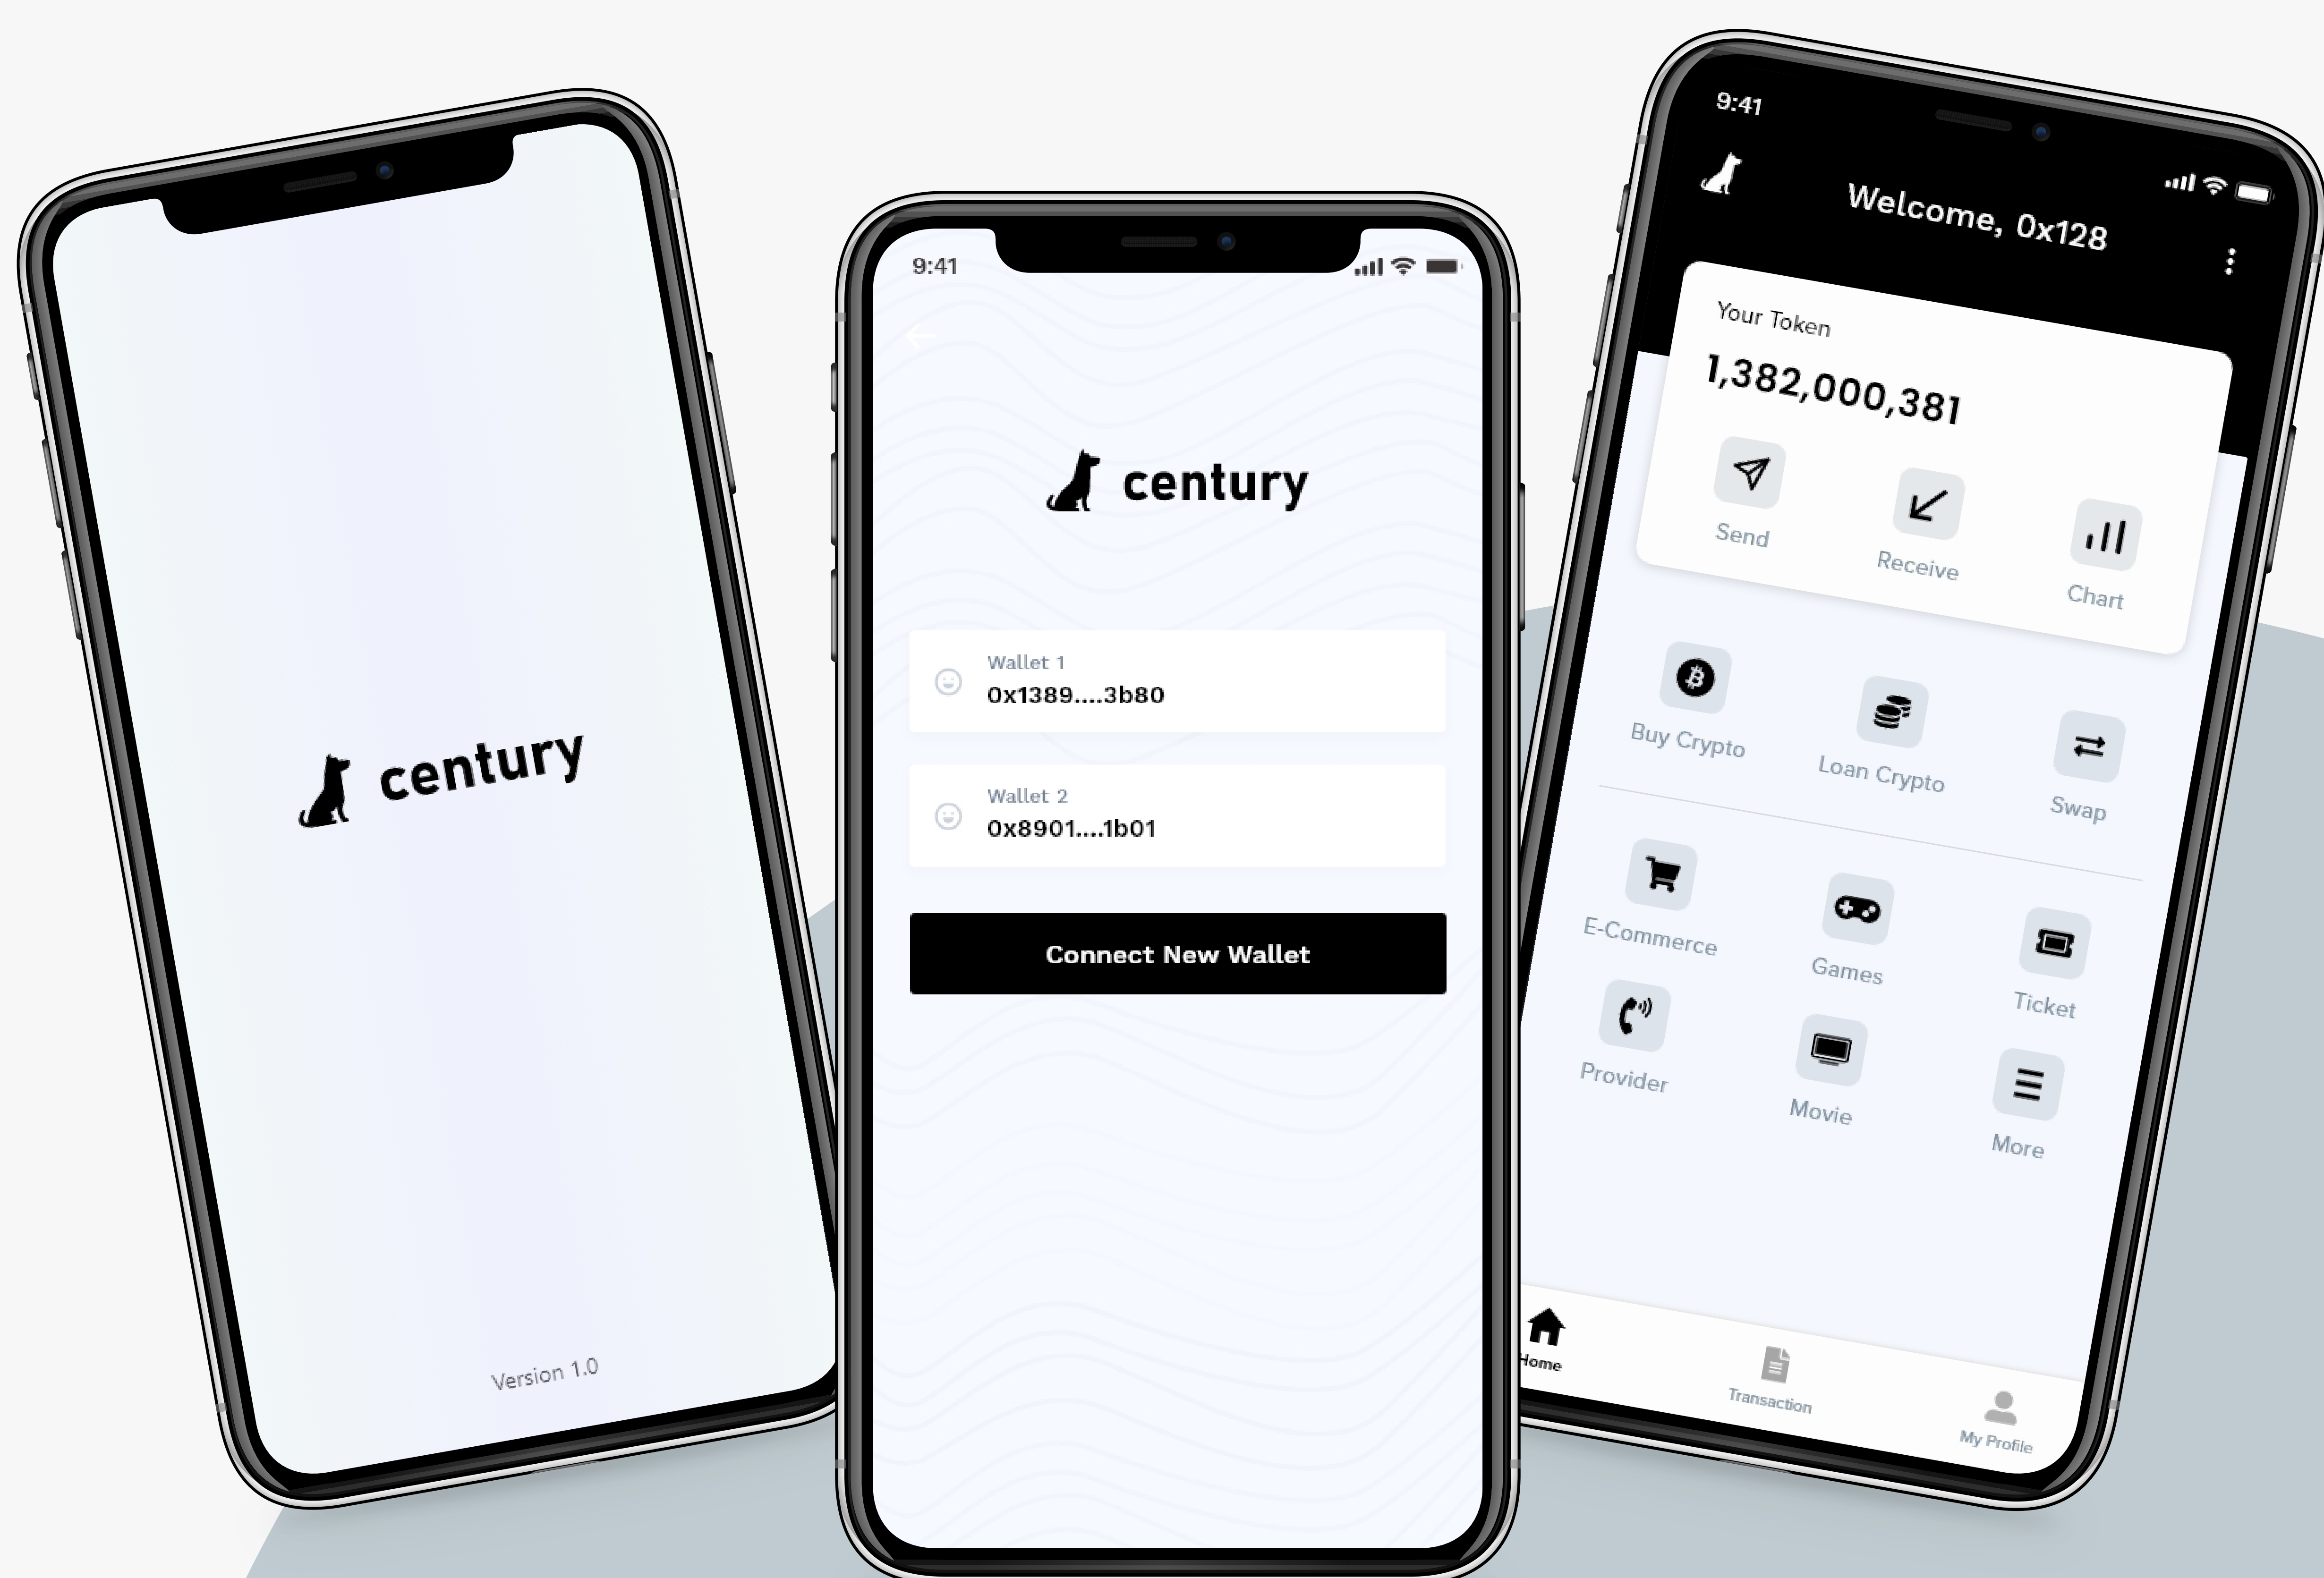 century
Version 1.0
9:41
century
Wallet 1
0x1389....3b80
Wallet 2
0x8901....1b01
Connect New Wallet
9:41
Welcome, 0x128
Your Token
1,382,000,381
Send
Receive
Chart
Buy Crypto
Loan Crypto
Swap
E-Commerce
Games
Ticket
Provider
Movie
More
Home
Transaction
My Profile